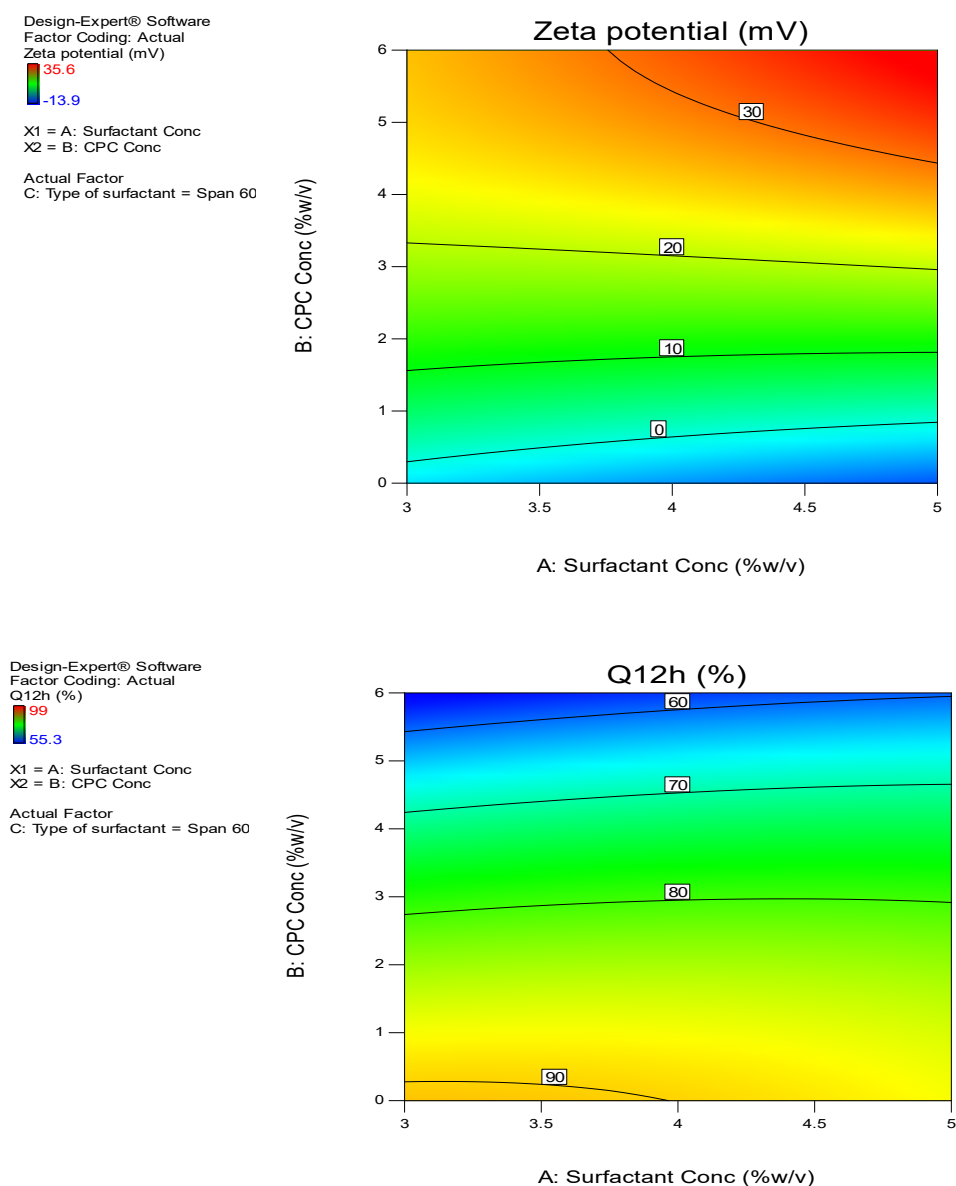 Design-Expert® Software
Factor Coding: Actual
Zeta potential (mV)
35.6
-13.9
X1 = A: Surfactant Conc
X2 = B: CPC Conc
Actual Factor
C: Type of surfactant = Span 60
Zeta potential (mV)
B: CPC Conc (%w/v)
6
5
4
3
2
1
0
30
20
10
0
3
3.5
4
4.5
5
A: Surfactant Conc (%w/v)
Design-Expert® Software
Factor Coding: Actual
Q12h (%)
99
55.3
X1 = A: Surfactant Conc
X2 = B: CPC Conc
Actual Factor
C: Type of surfactant = Span 60
Q12h (%)
B: CPC Conc (%w/v)
6
5
4
3
2
1
0
60
70
80
90
3
3.5
4
4.5
5
A: Surfactant Conc (%w/v)